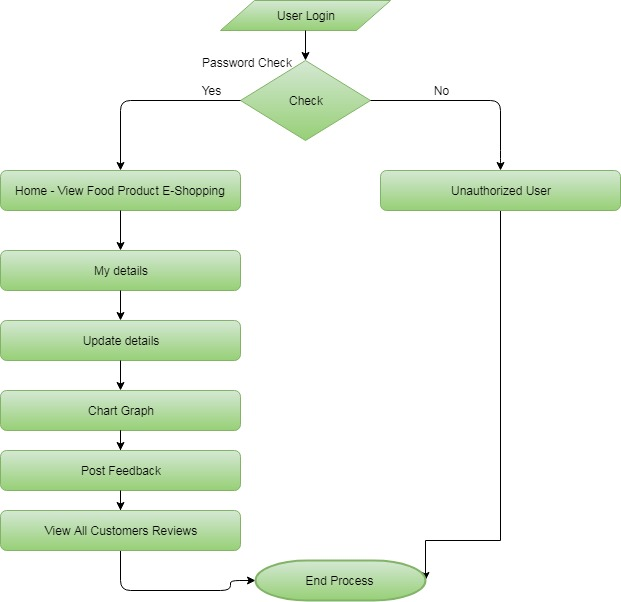 User Login
Password Check
Check
Yes
No
Home - View Food Product E-Shopping
Unauthorized User
My details
Update details
Chart Graph
Post Feedback
View All Customers Reviews
End Process